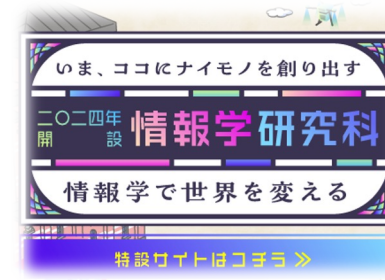 いま、ココにナイモノを創り出す
二〇二四年
開設
情報学研究科
情報学で世界を変える
特設サイトはコチラ≫